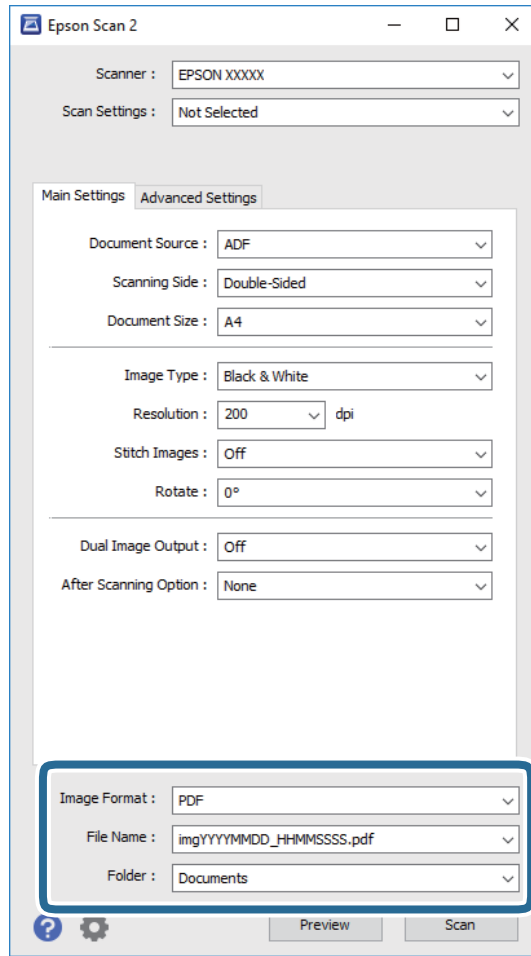 Epson Scan 2
Scanner : EPSON XXXXX
Scan Settings : Not Selected
Main Settings Advanced Settings
Document Source : ADF
Scanning Side : Double-Sided
Document Size : A4
Image Type : Black & White
Resolution : 200 dpi
Stitch Images : Off
Rotate : 0°
Dual Image Output : Off
After Scanning Option : None
Image Format : PDF
File Name : imgYYYYMMDD_HHMMSSSS.pdf
Folder : Documents
? Preview Scan